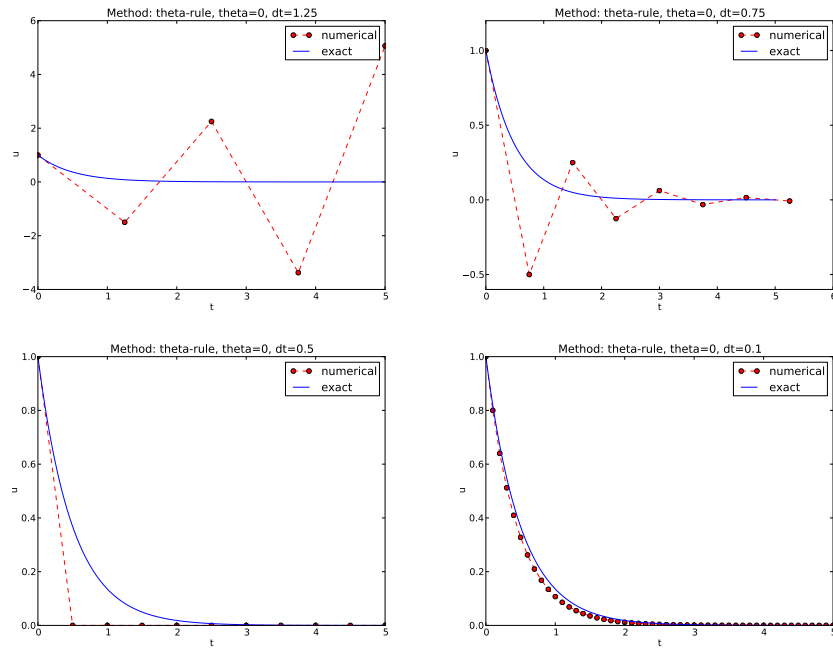 Method: theta-rule, theta=0, dt=1.25
6
4
2
0
−2
−4
u
0 1 2 3 4 5
t
numerical
exact
Method: theta-rule, theta=0, dt=0.75
1.0
0.5
0.0
−0.5
u
0 1 2 3 4 5 6
t
numerical
exact
Method: theta-rule, theta=0, dt=0.5
1.0
0.8
0.6
0.4
0.2
0.0
u
0 1 2 3 4 5
t
numerical
exact
Method: theta-rule, theta=0, dt=0.1
1.0
0.8
0.6
0.4
0.2
0.0
u
0 1 2 3 4 5
t
numerical
exact